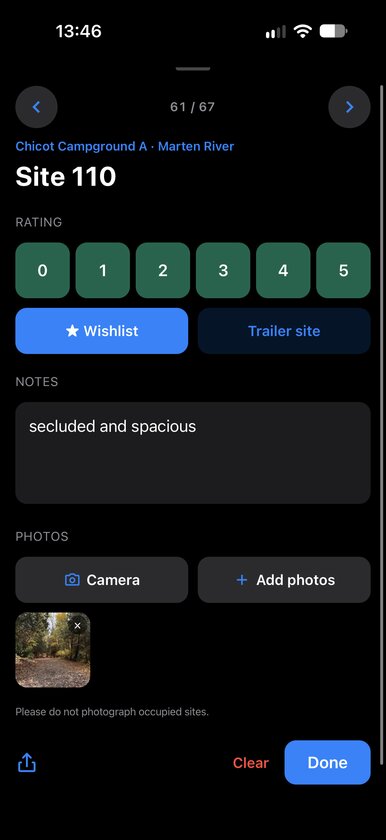 13:46
61 / 67
Chicot Campground A · Marten River
Site 110
RATING
0 1 2 3 4 5
★ Wishlist Trailer site
NOTES
secluded and spacious
PHOTOS
Camera + Add photos
×
Please do not photograph occupied sites.
Clear Done